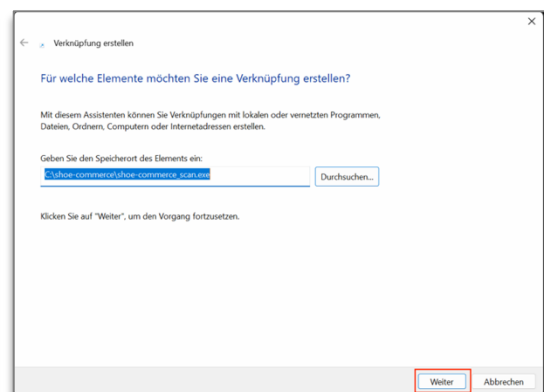 Verknüpfung erstellen
Für welche Elemente möchten Sie eine Verknüpfung erstellen?
Mit diesem Assistenten können Sie Verknüpfungen mit lokalen oder vernetzten Programmen,
Dateien, Ordnern, Computern oder Internetadressen erstellen.
Geben Sie den Speicherort des Elements ein:
C:\shoe-commerce\shoe-commerce_scan.exe
Durchsuchen...
Klicken Sie auf "Weiter", um den Vorgang fortzusetzen.
Weiter Abbrechen